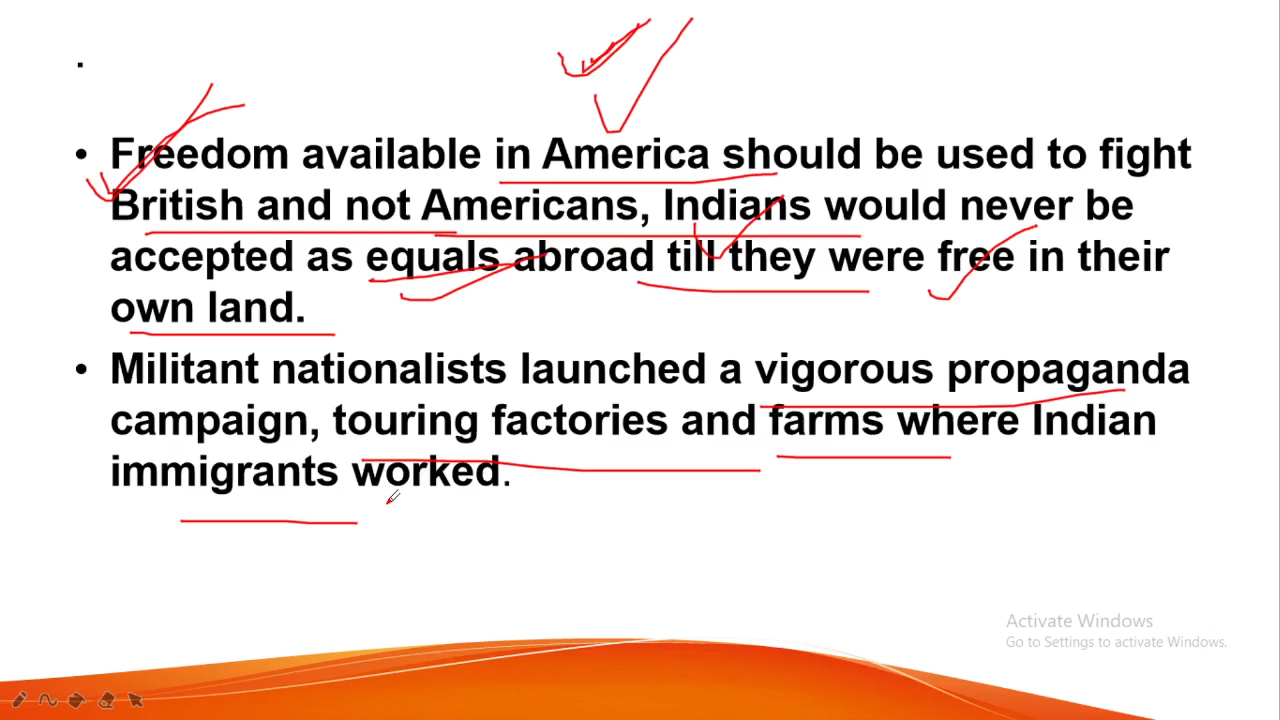 .
• Freedom available in America should be used to fight
British and not Americans, Indians would never be
accepted as equals abroad till they were free in their
own land.
• Militant nationalists launched a vigorous propaganda
campaign, touring factories and farms where Indian
immigrants worked.
Activate Windows
Go to Settings to activate Windows.